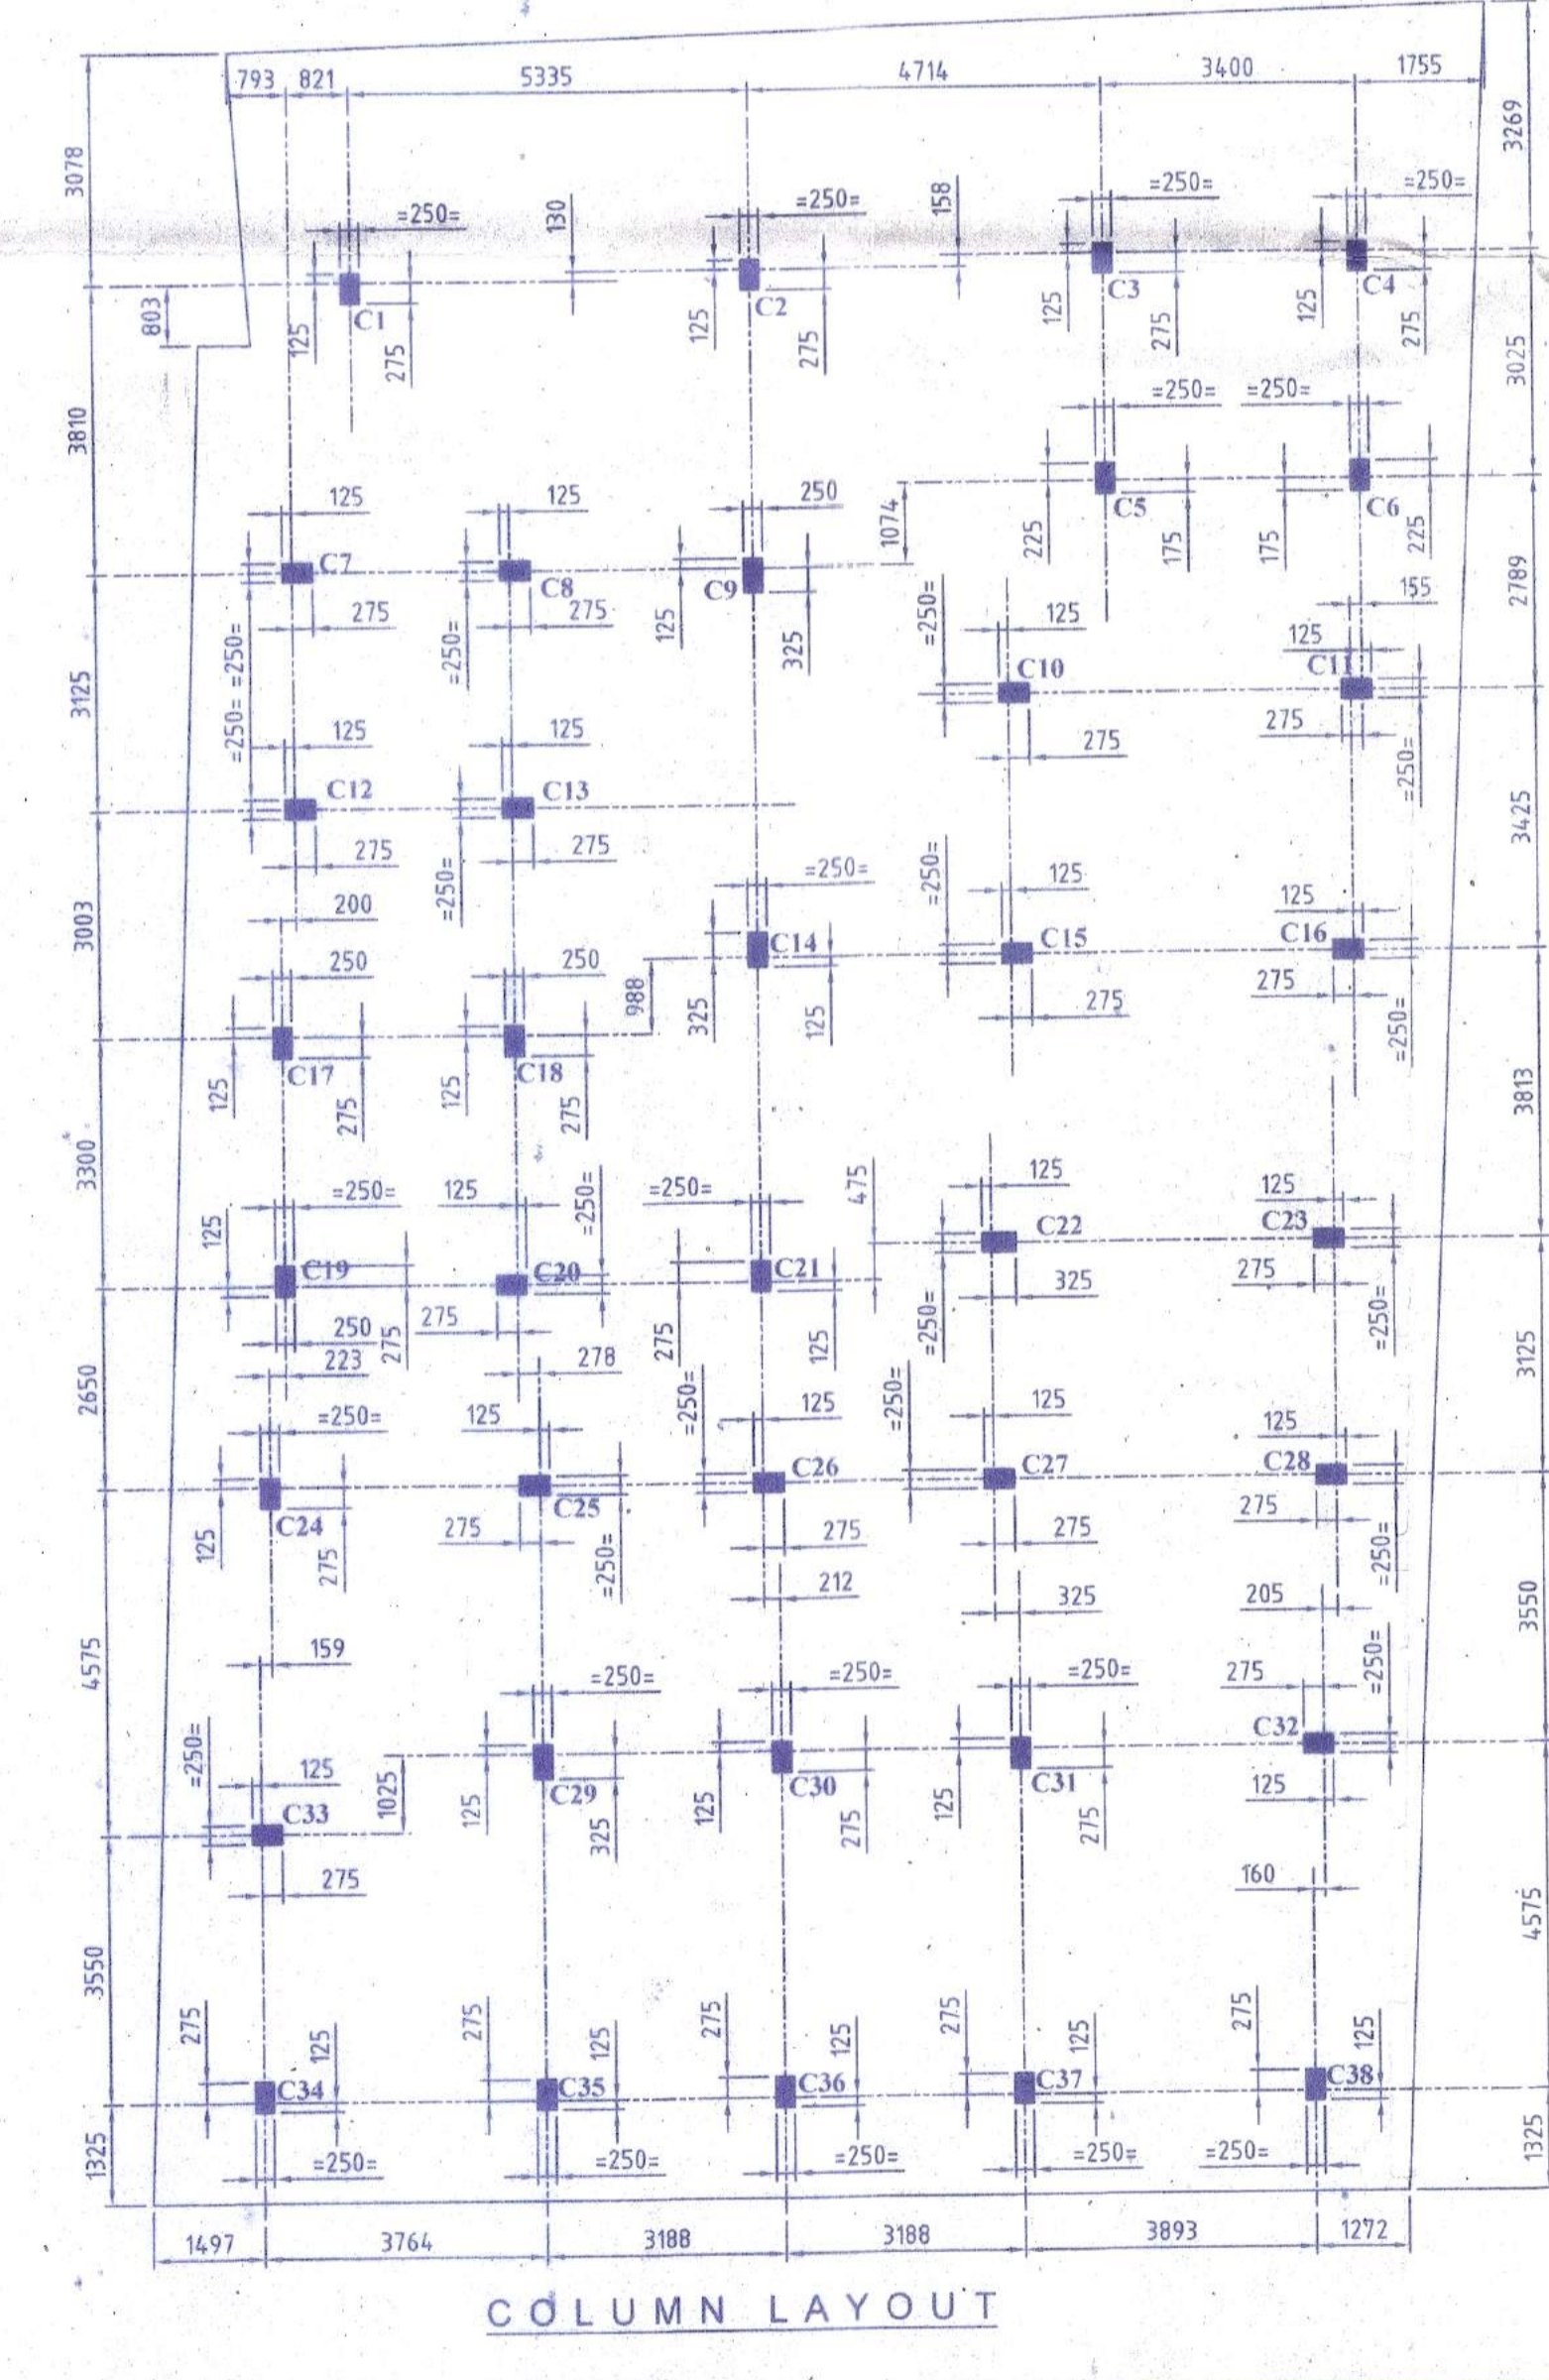 793 821 5335 4714 3400 1755
3078
3269
=250= 130 =250= 158 =250= =250=
803
125 C1 275
125 C2 275
125 C3 275
125 C4 275
3025
=250= =250=
3810
125 125 250 1074
225 C5 175
175 C6 225
C7 C8 C9
275 275
=250= =250= 125 325
2789
155
=250= 125 125
C10 C11
275 275
=250=
3125
=250=
125 125
C12 C13
275 =250= 275
3425
200
=250= =250= 125 125
3003
250 250
C14 C15 C16
988 325 125 275 275 =250=
125 C17 275
125 C18 275
3813
3300
125 =250= 125 =250= =250= 475 125 125
C22 C23
C19 C20 C21
325 275
250 275 275 275 125 =250= =250=
223 278
2650
3125
=250= 125 =250= 125 =250= 125 125
C24 C25 C26 C27 C28
125 275 275 =250= 275 275 275 =250=
212 325 205
3550
4575
159
=250= =250= =250= 275 =250=
C32
=250= 125 1025
C29 C30 C31
125 325 125 275 125 275 125
C33
275
160
4575
3550
275 125 275 125 275 125 275 125 275 125
C34 C35 C36 C37 C38
1325
=250= =250= =250= =250= =250=
1325
1497 3764 3188 3188 3893 1272
COLUMN LAYOUT